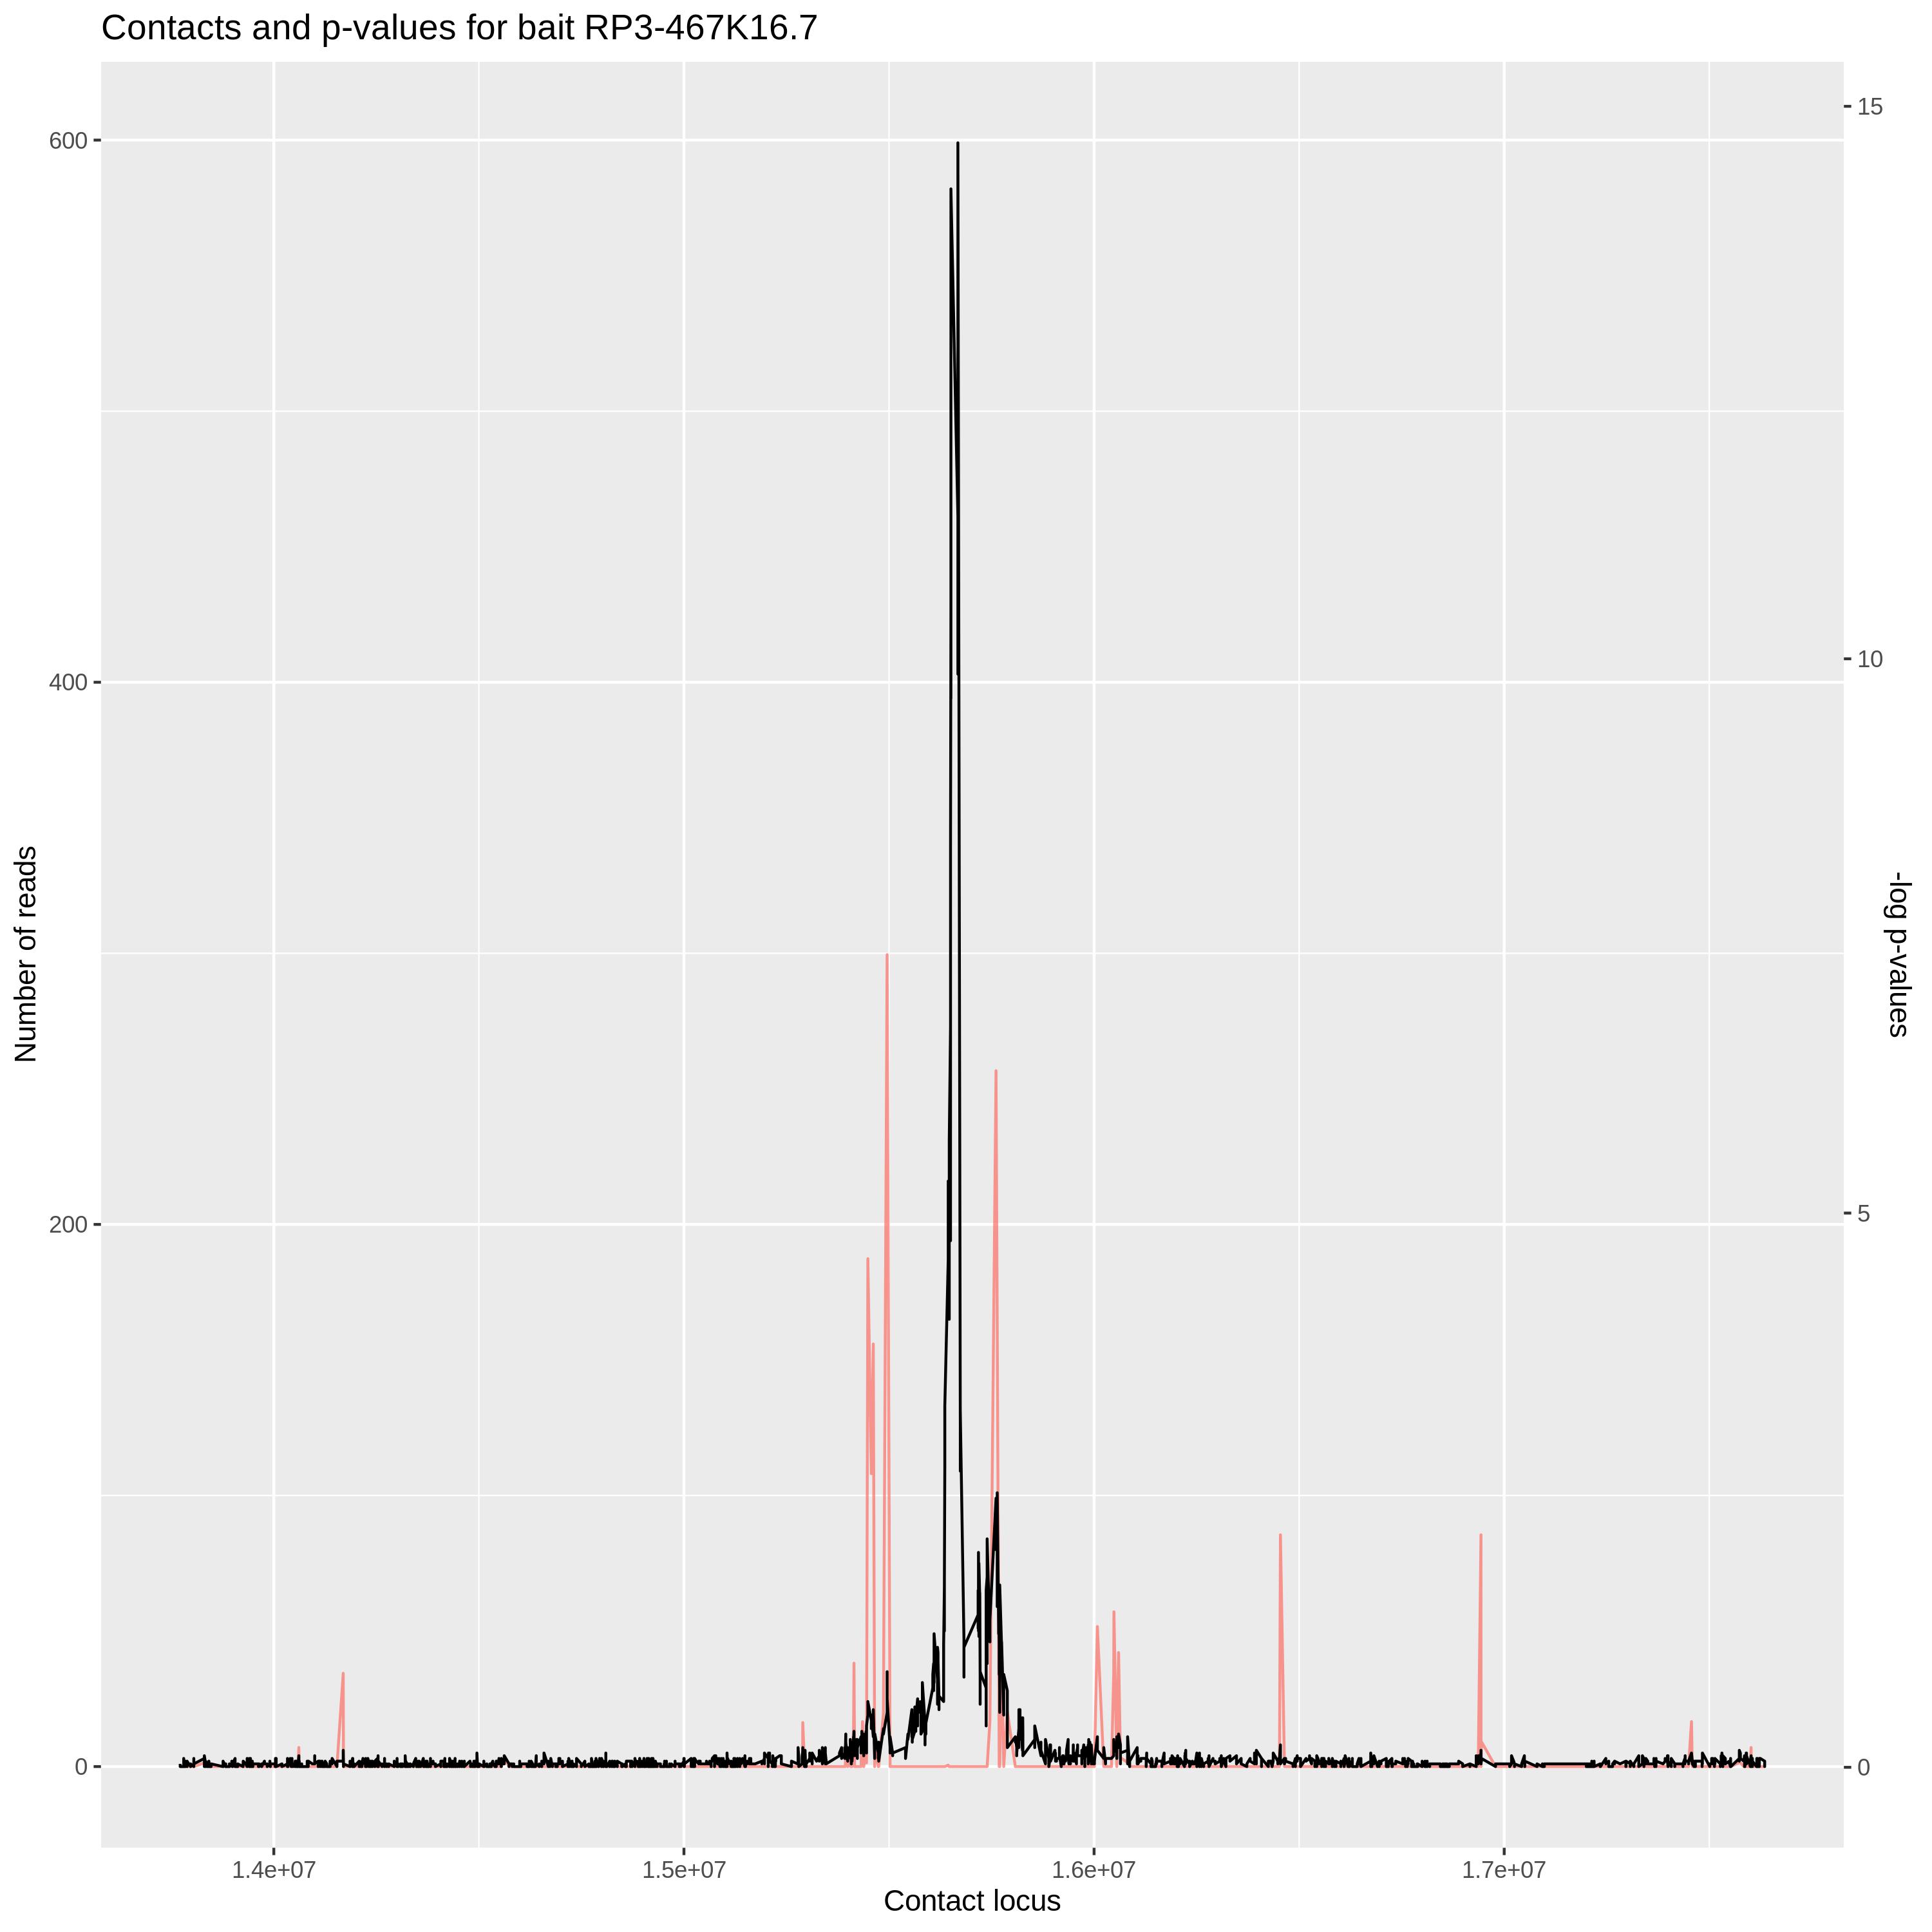 Contacts and p-values for bait RP3-467K16.7
600
400
200
0
15
10
5
0
Number of reads
-log p-values
1.4e+07
1.5e+07
1.6e+07
1.7e+07
Contact locus